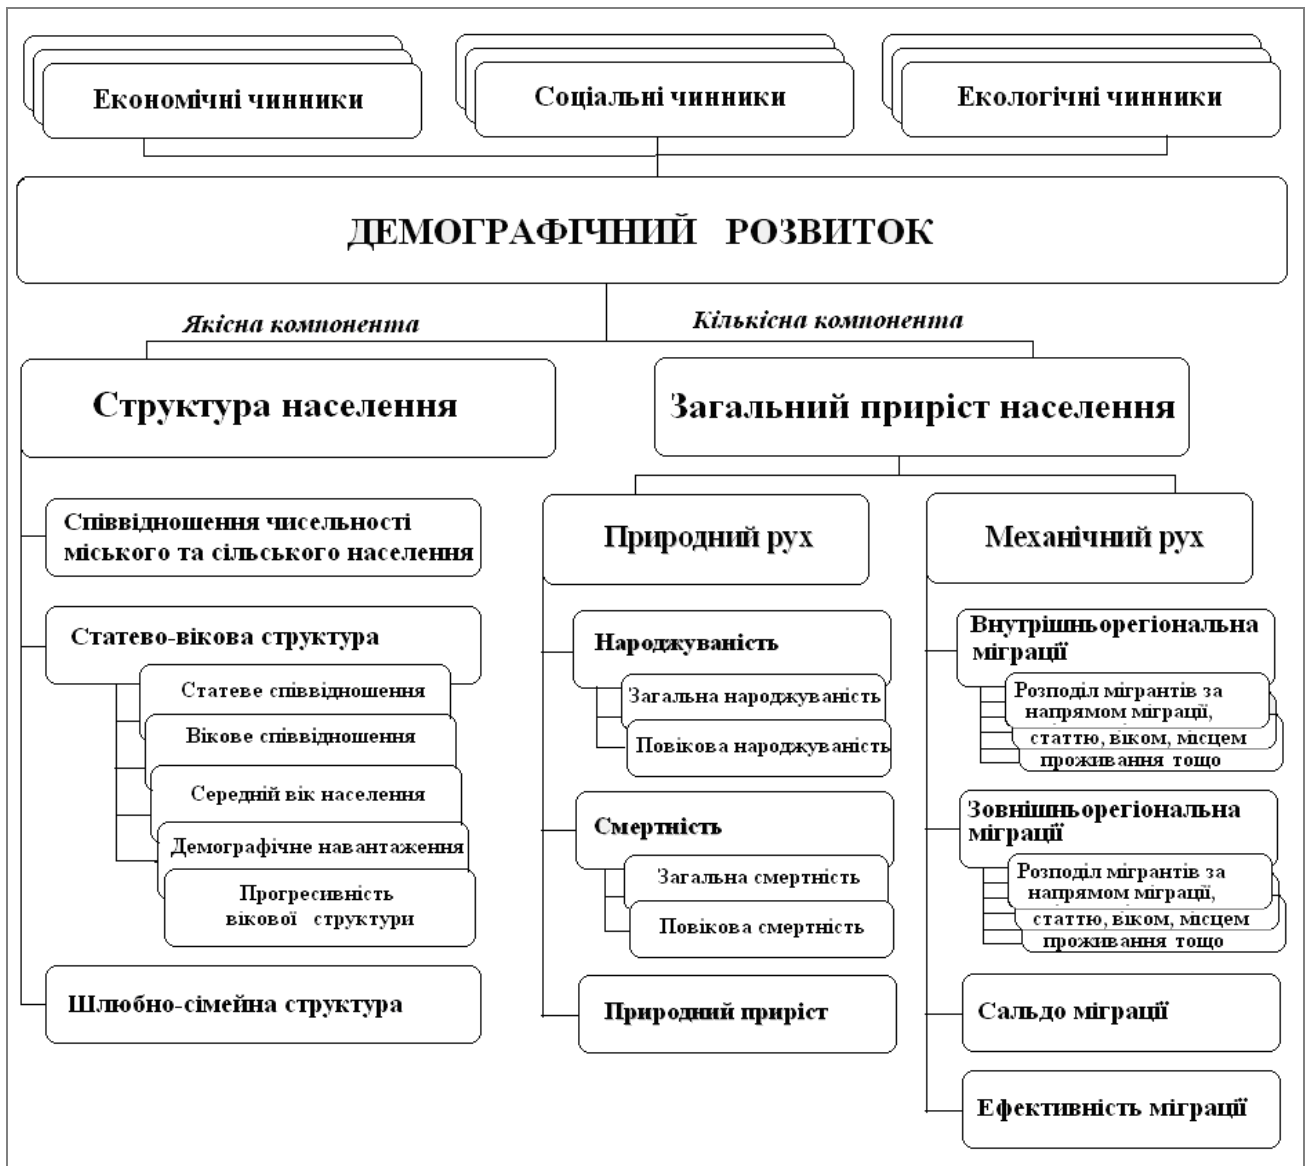 Економічні чинники
Соціальні чинники
Екологічні чинники
ДЕМОГРАФІЧНИЙ РОЗВИТОК
Якісна компонента
Кількісна компонента
Структура населення
Загальний приріст населення
Співвідношення чисельності
міського та сільського населення
Статево-вікова структура
Статеве співвідношення
Вікове співвідношення
Середній вік населення
Демографічне навантаження
Прогресивність
вікової структури
Шлюбно-сімейна структура
Природний рух
Народжуваність
Загальна народжуваність
Повікова народжуваність
Смертність
Загальна смертність
Повікова смертність
Природний приріст
Механічний рух
Внутрішньорегіональна
міграції
Розподіл мігрантів за
напрямом міграції,
статтю, віком, місцем
проживання тощо
Зовнішньорегіональна
міграції
Розподіл мігрантів за
напрямом міграції,
статтю, віком, місцем
проживання тощо
Сальдо міграції
Ефективність міграції